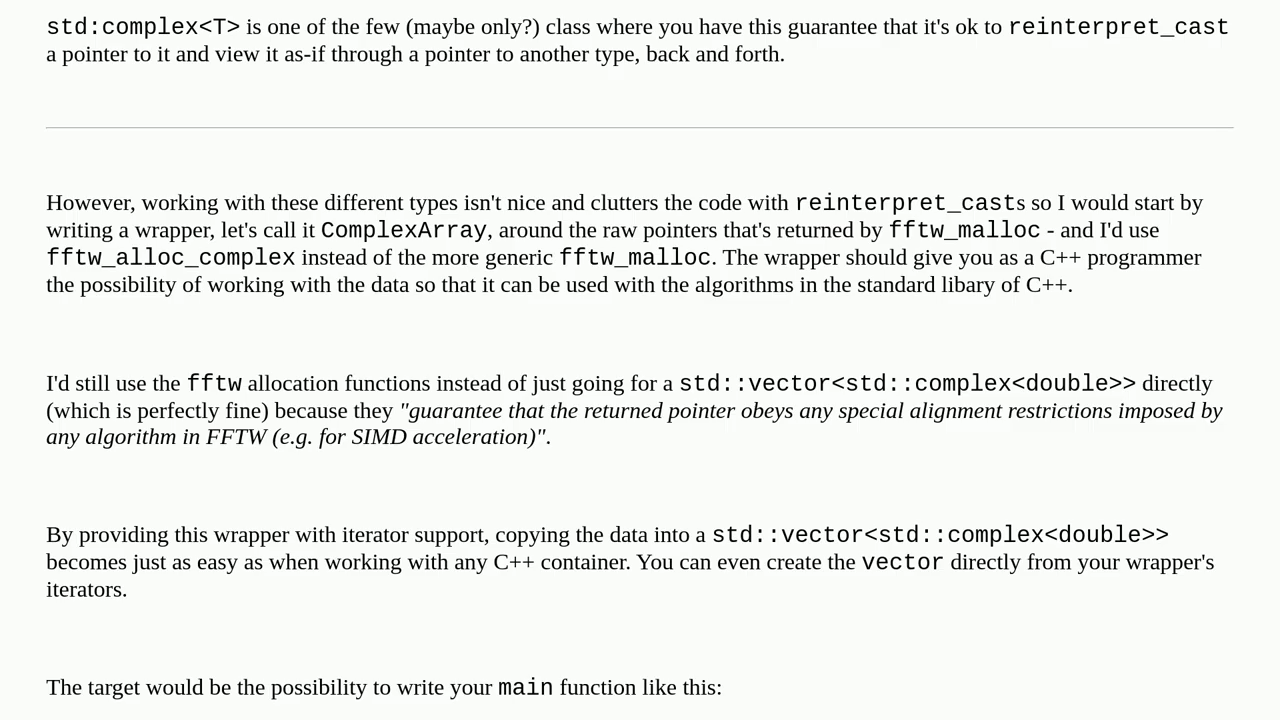 std:complex<T> is one of the few (maybe only?) class where you have this guarantee that it's ok to reinterpret_cast
a pointer to it and view it as-if through a pointer to another type, back and forth.
However, working with these different types isn't nice and clutters the code with reinterpret_casts so I would start by
writing a wrapper, let's call it ComplexArray, around the raw pointers that's returned by fftw_malloc - and I'd use
fftw_alloc_complex instead of the more generic fftw_malloc. The wrapper should give you as a C++ programmer
the possibility of working with the data so that it can be used with the algorithms in the standard libary of C++.
I'd still use the fftw allocation functions instead of just going for a std::vector<std::complex<double>> directly
(which is perfectly fine) because they "guarantee that the returned pointer obeys any special alignment restrictions imposed by
any algorithm in FFTW (e.g. for SIMD acceleration)".
By providing this wrapper with iterator support, copying the data into a std::vector<std::complex<double>>
becomes just as easy as when working with any C++ container. You can even create the vector directly from your wrapper's
iterators.
The target would be the possibility to write your main function like this: